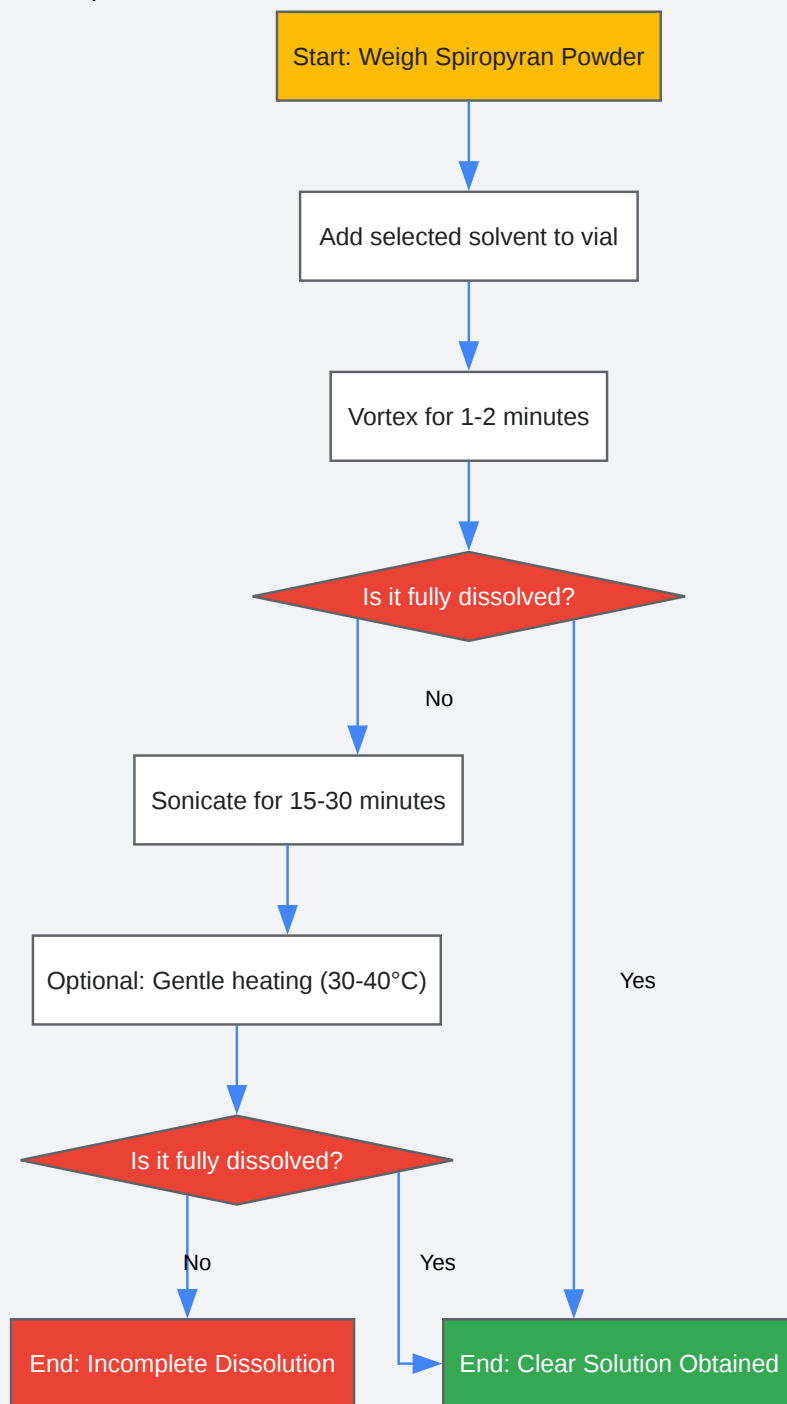 Start: Weigh Spiropyran Powder
Add selected solvent to vial
Vortex for 1-2 minutes
Is it fully dissolved?
No
Sonicate for 15-30 minutes
Optional: Gentle heating (30-40°C)
Yes
Is it fully dissolved?
No
Yes
End: Incomplete Dissolution
End: Clear Solution Obtained